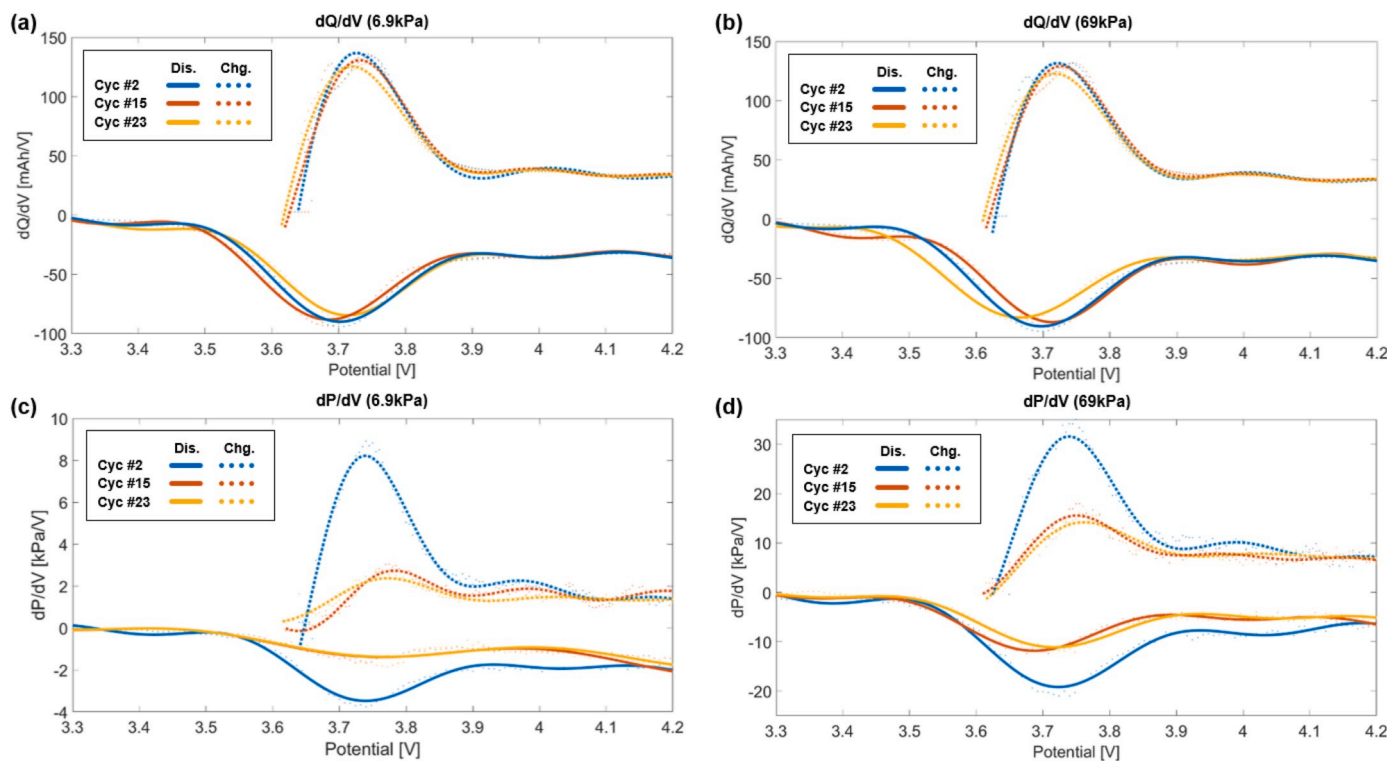 (a)
dQ/dV (6.9kPa)
Dis. Chg.
Cyc #2
Cyc #15
Cyc #23
150
100
50
0
-50
-100
dQ/dV [mAh/V]
3.3 3.4 3.5 3.6 3.7 3.8 3.9 4 4.1 4.2
Potential [V]
(b)
dQ/dV (69kPa)
Dis. Chg.
Cyc #2
Cyc #15
Cyc #23
150
100
50
0
-50
-100
dQ/dV [mAh/V]
3.3 3.4 3.5 3.6 3.7 3.8 3.9 4 4.1 4.2
Potential [V]
(c)
dP/dV (6.9kPa)
Dis. Chg.
Cyc #2
Cyc #15
Cyc #23
10
8
6
4
2
0
-2
-4
dP/dV [kPa/V]
3.3 3.4 3.5 3.6 3.7 3.8 3.9 4 4.1 4.2
Potential [V]
(d)
dP/dV (69kPa)
Dis. Chg.
Cyc #2
Cyc #15
Cyc #23
30
20
10
0
-10
-20
dP/dV [kPa/V]
3.3 3.4 3.5 3.6 3.7 3.8 3.9 4 4.1 4.2
Potential [V]